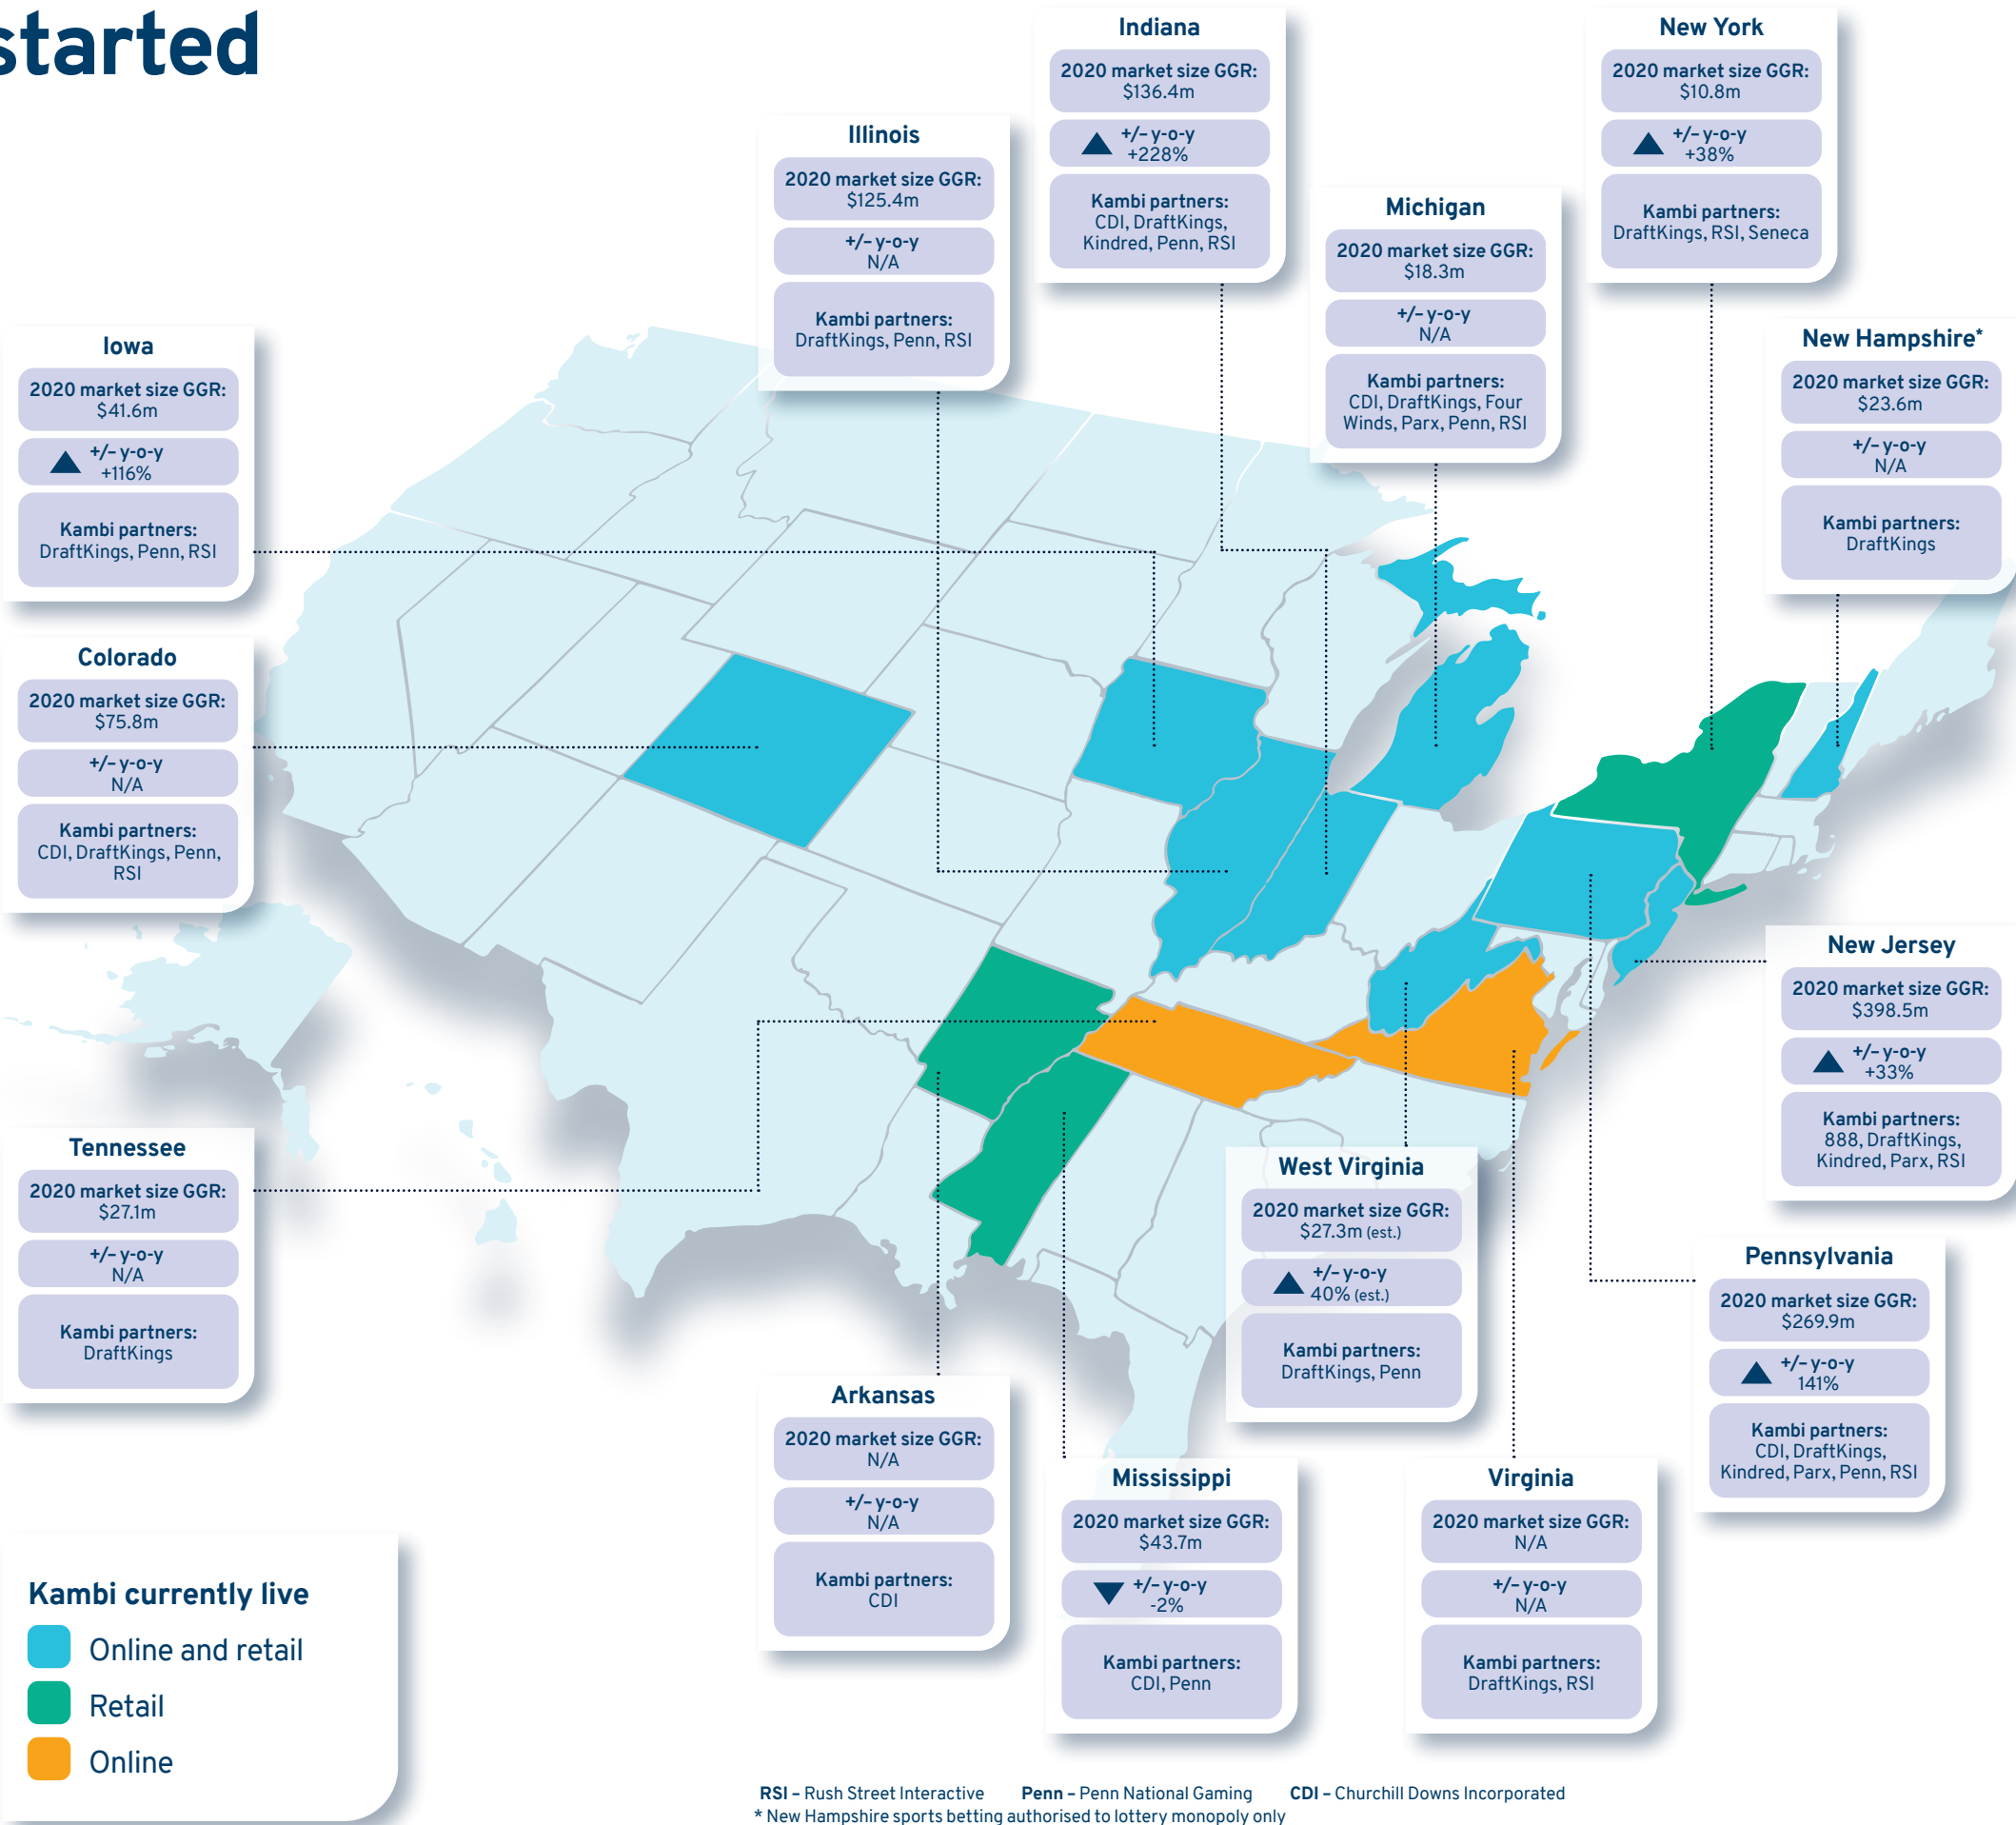 started
Indiana
2020 market size GGR:
$136.4m
+/– y-o-y
+228%
Kambi partners:
CDI, DraftKings,
Kindred, Penn, RSI
New York
2020 market size GGR:
$10.8m
+/– y-o-y
+38%
Kambi partners:
DraftKings, RSI, Seneca
Illinois
2020 market size GGR:
$125.4m
+/– y-o-y
N/A
Kambi partners:
DraftKings, Penn, RSI
Michigan
2020 market size GGR:
$18.3m
+/– y-o-y
N/A
Kambi partners:
CDI, DraftKings, Four
Winds, Parx, Penn, RSI
Iowa
2020 market size GGR:
$41.6m
+/– y-o-y
+116%
Kambi partners:
DraftKings, Penn, RSI
New Hampshire*
2020 market size GGR:
$23.6m
+/– y-o-y
N/A
Kambi partners:
DraftKings
Colorado
2020 market size GGR:
$75.8m
+/– y-o-y
N/A
Kambi partners:
CDI, DraftKings, Penn,
RSI
New Jersey
2020 market size GGR:
$398.5m
+/– y-o-y
+33%
Kambi partners:
888, DraftKings,
Kindred, Parx, RSI
Tennessee
2020 market size GGR:
$27.1m
+/– y-o-y
N/A
Kambi partners:
DraftKings
West Virginia
2020 market size GGR:
$27.3m (est.)
+/– y-o-y
40% (est.)
Kambi partners:
DraftKings, Penn
Pennsylvania
2020 market size GGR:
$269.9m
+/– y-o-y
141%
Kambi partners:
CDI, DraftKings,
Kindred, Parx, Penn, RSI
Arkansas
2020 market size GGR:
N/A
+/– y-o-y
N/A
Kambi partners:
CDI
Mississippi
2020 market size GGR:
$43.7m
+/– y-o-y
-2%
Kambi partners:
CDI, Penn
Virginia
2020 market size GGR:
N/A
+/– y-o-y
N/A
Kambi partners:
DraftKings, RSI
Kambi currently live
Online and retail
Retail
Online
RSI – Rush Street Interactive Penn – Penn National Gaming CDI – Churchill Downs Incorporated
* New Hampshire sports betting authorised to lottery monopoly only